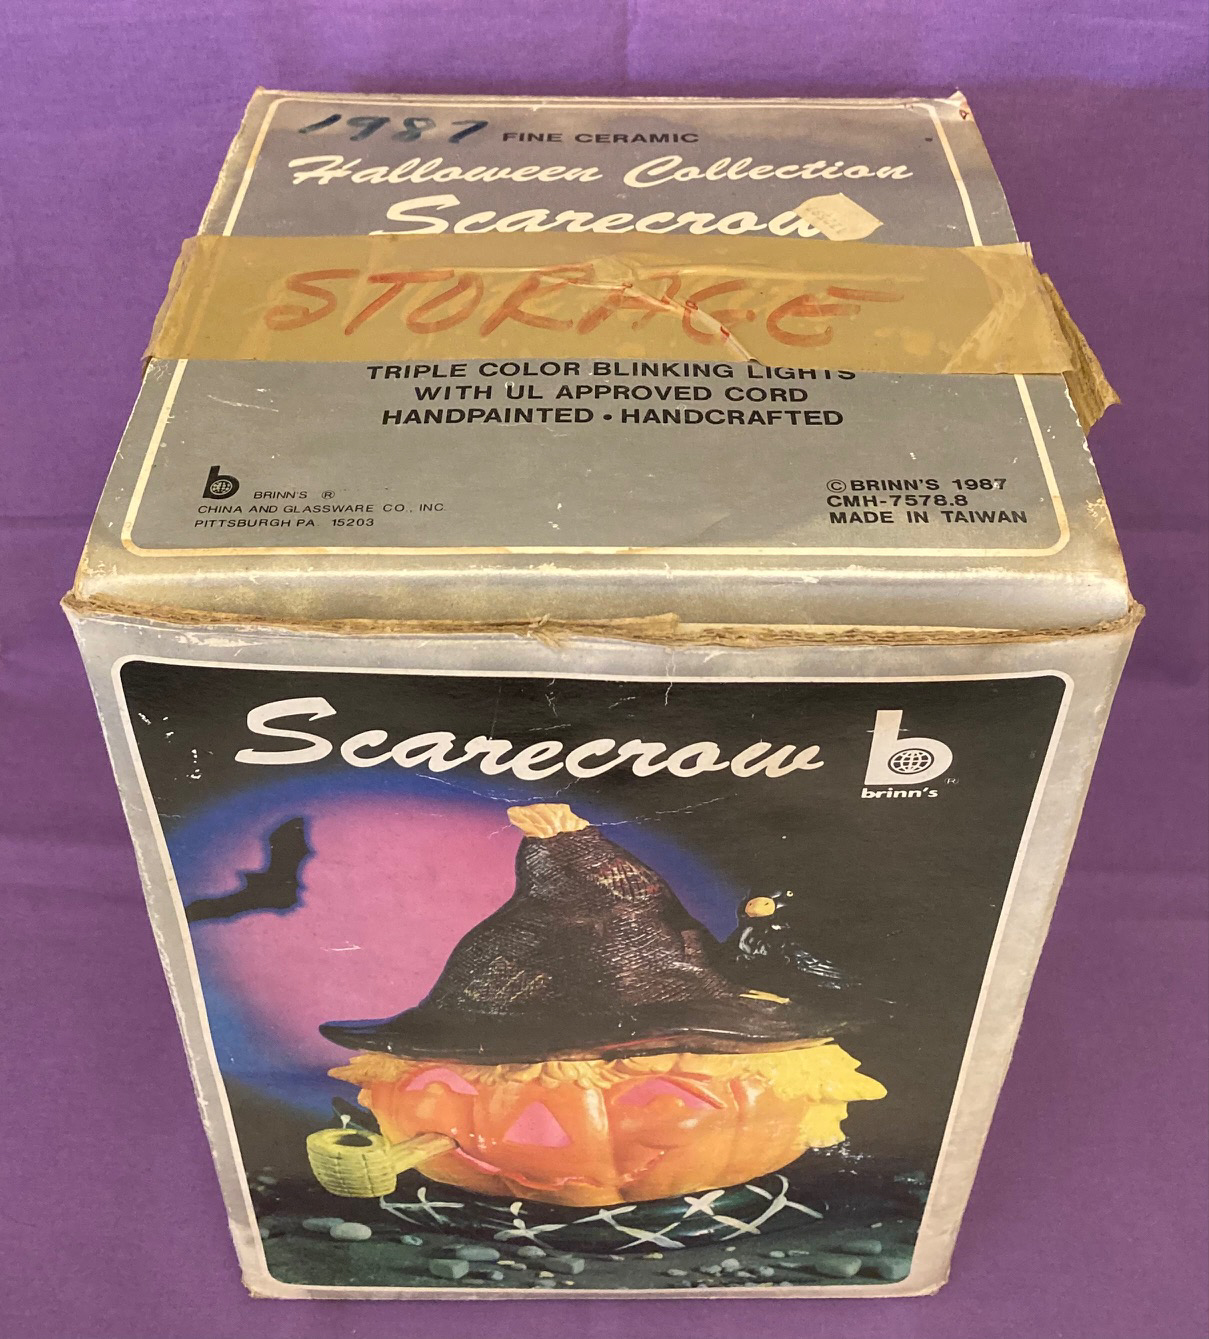 1987
FINE CERAMIC
Halloween Collection
Scarecrow
STORAGE
TRIPLE COLOR BLINKING LIGHTS
WITH UL APPROVED CORD
HANDPAINTED • HANDCRAFTED
b
BRINN'S ®
CHINA AND GLASSWARE CO., INC.
PITTSBURGH PA. 15203
© BRINN'S 1987
CMH-7578.8
MADE IN TAIWAN
Scarecrow
b ®
brinn's